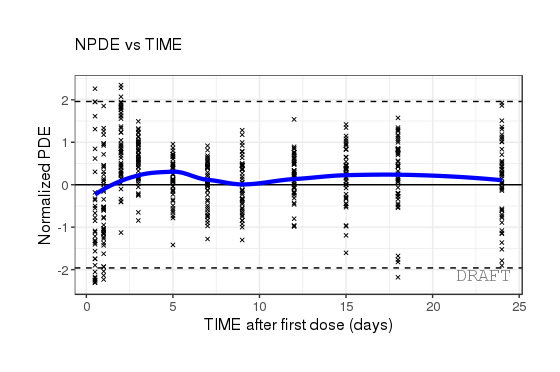 NPDE vs TIME
Normalized PDE
2
1
0
-1
-2
DRAFT
0 5 10 15 20 25
TIME after first dose (days)